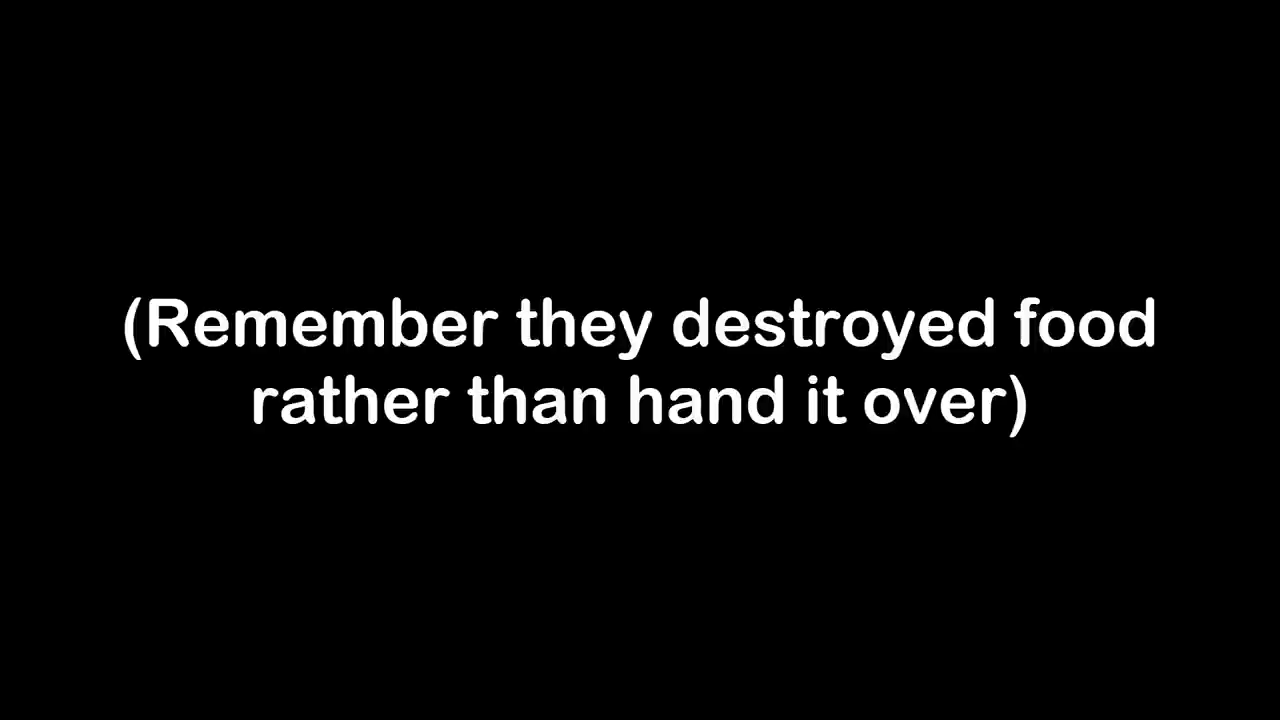 (Remember they destroyed food
rather than hand it over)